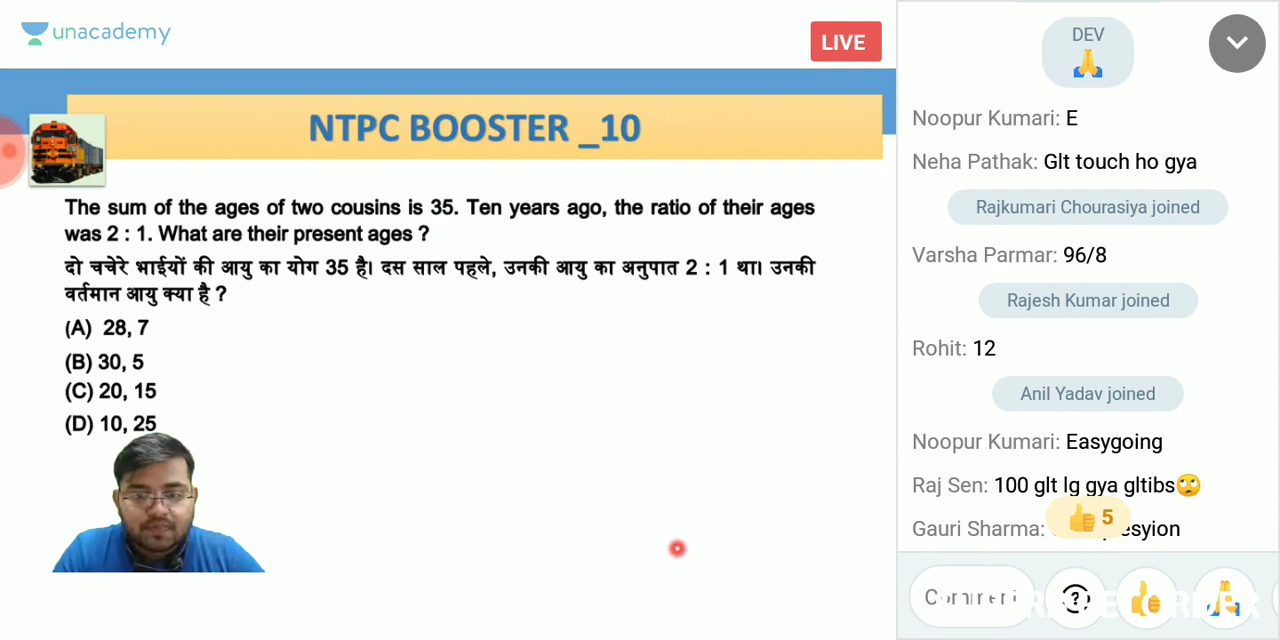 unacademy
LIVE
NTPC BOOSTER _10
The sum of the ages of two cousins is 35. Ten years ago, the ratio of their ages
was 2 : 1. What are their present ages ?
दो चचेरे भाईयों की आयु का योग 35 है। दस साल पहले, उनकी आयु का अनुपात 2 : 1 था। उनकी
वर्तमान आयु क्या है ?
(A) 28, 7
(B) 30, 5
(C) 20, 15
(D) 10, 25
DEV
Noopur Kumari: E
Neha Pathak: Glt touch ho gya
Rajkumari Chourasiya joined
Varsha Parmar: 96/8
Rajesh Kumar joined
Rohit: 12
Anil Yadav joined
Noopur Kumari: Easygoing
Raj Sen: 100 glt lg gya gltibs🙄
Gauri Sharma:
5